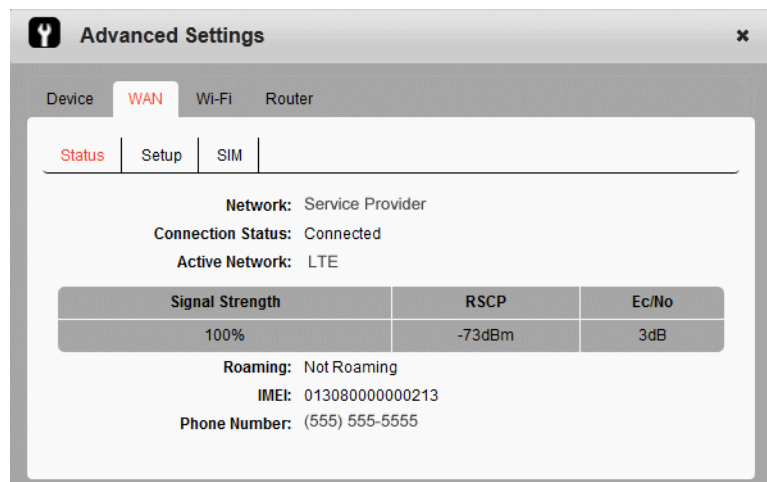 Advanced Settings
Device WAN Wi-Fi Router
Status Setup SIM
Network: Service Provider
Connection Status: Connected
Active Network: LTE
Signal Strength RSCP Ec/No
100% -73dBm 3dB
Roaming: Not Roaming
IMEI: 013080000000213
Phone Number: (555) 555-5555